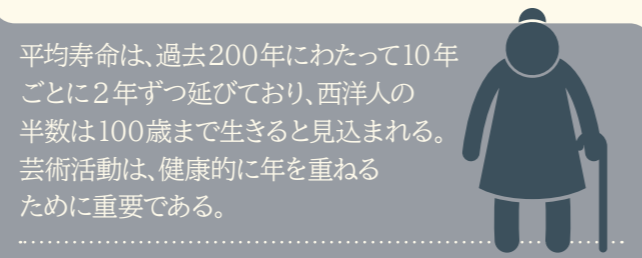 平均寿命は、過去200年にわたって10年
ごとに2年ずつ延びており、西洋人の
半数は100歳まで生きると見込まれる。
芸術活動は、健康的に年を重ねる
ために重要である。